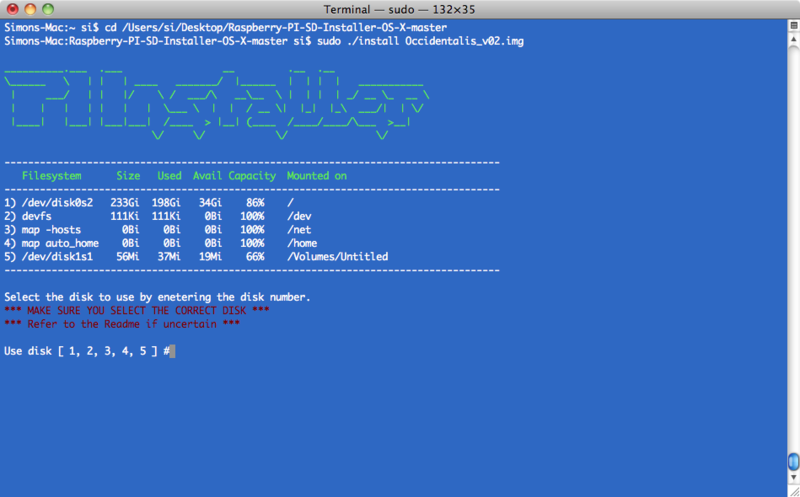 Terminal — sudo — 132×35
Simons-Mac:~ si$ cd /Users/si/Desktop/Raspberry-PI-SD-Installer-OS-X-master
Simons-Mac:Raspberry-PI-SD-Installer-OS-X-master si$ sudo ./install Occidentalis_v02.img
PiInstaller
Filesystem Size Used Avail Capacity Mounted on
1) /dev/disk0s2 233Gi 198Gi 34Gi 86% /
2) devfs 111Ki 111Ki 0Bi 100% /dev
3) map -hosts 0Bi 0Bi 0Bi 100% /net
4) map auto_home 0Bi 0Bi 0Bi 100% /home
5) /dev/disk1s1 56Mi 37Mi 19Mi 66% /Volumes/Untitled
Select the disk to use by enetering the disk number.
*** MAKE SURE YOU SELECT THE CORRECT DISK ***
*** Refer to the Readme if uncertain ***
Use disk [ 1, 2, 3, 4, 5 ] #